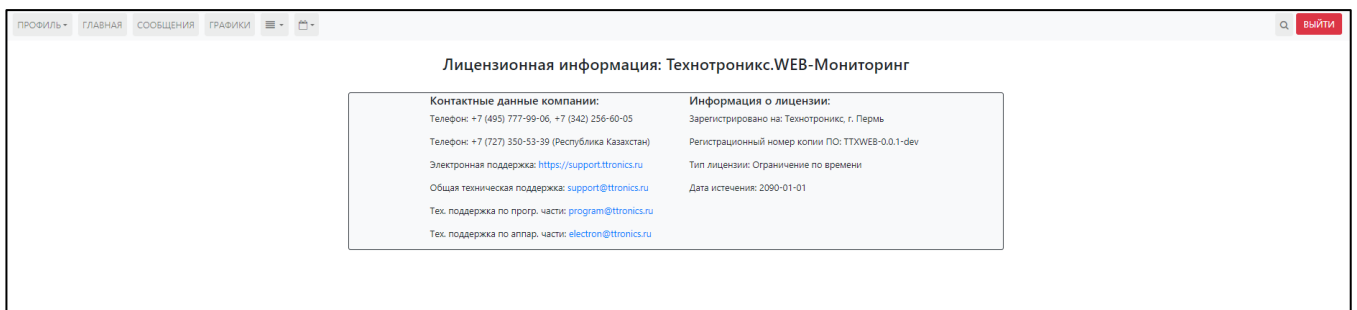 ПРОФИЛЬ ГЛАВНАЯ СООБЩЕНИЯ ГРАФИКИ ВЫЙТИ
Лицензионная информация: Технотроникс.WEB-Мониторинг
Контактные данные компании:
Телефон: +7 (495) 777-99-06, +7 (342) 256-60-05
Телефон: +7 (727) 350-53-39 (Республика Казахстан)
Электронная поддержка: https://support.ttronics.ru
Общая техническая поддержка: support@ttronics.ru
Тех. поддержка по прогр. части: program@ttronics.ru
Тех. поддержка по аппар. части: electron@ttronics.ru
Информация о лицензии:
Зарегистрировано на: Технотроникс, г. Пермь
Регистрационный номер копии ПО: TTXWEB-0.0.1-dev
Тип лицензии: Ограничение по времени
Дата истечения: 2090-01-01